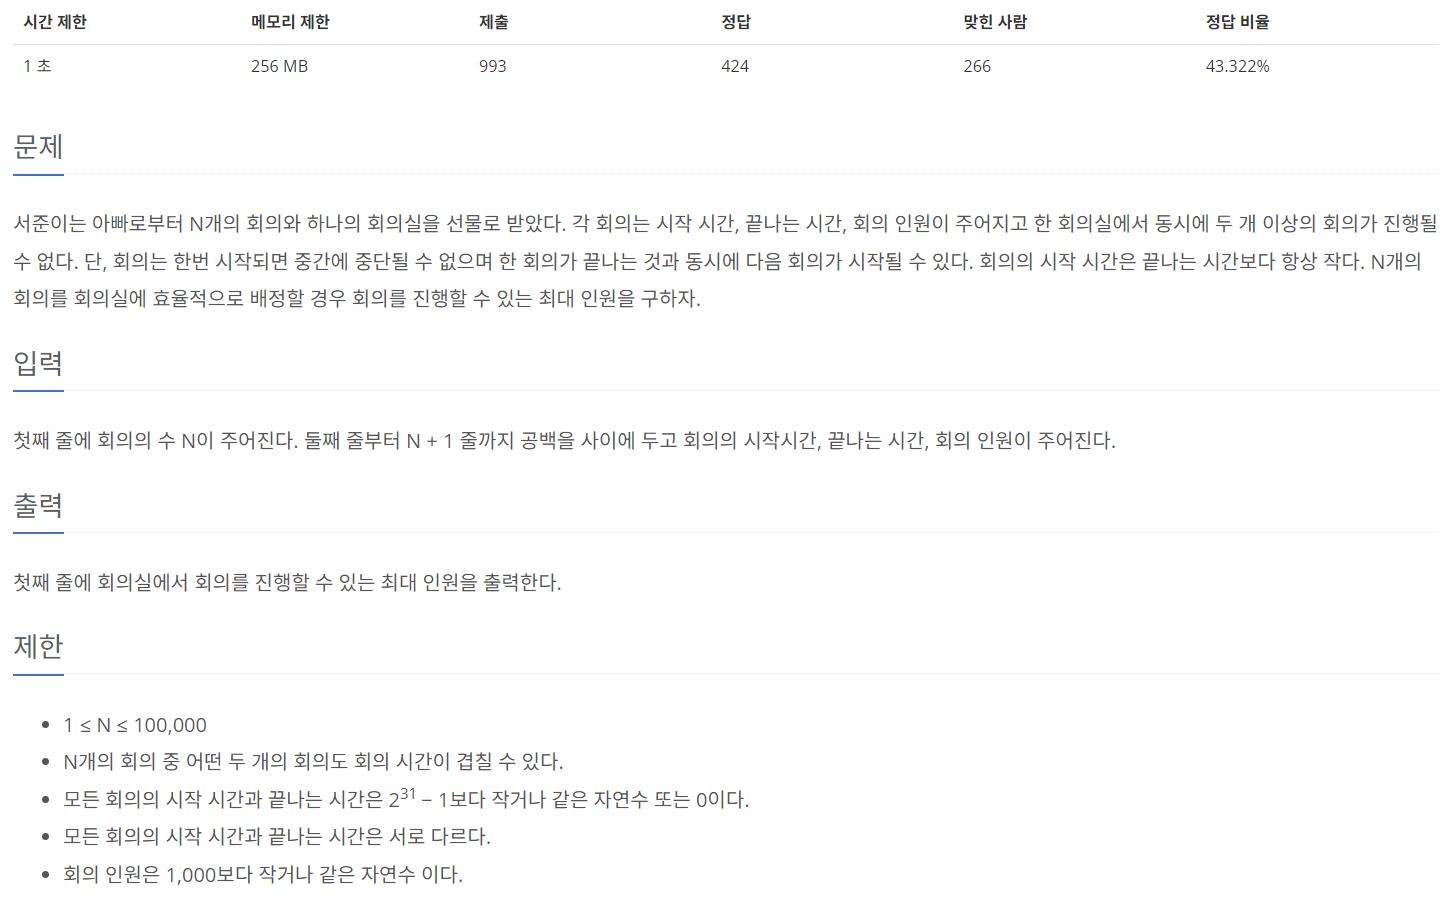 시간 제한 메모리 제한 제출 정답 맞힌 사람 정답 비율
1 초 256 MB 993 424 266 43.322%
문제
서준이는 아빠로부터 N개의 회의와 하나의 회의실을 선물로 받았다. 각 회의는 시작 시간, 끝나는 시간, 회의 인원이 주어지고 한 회의실에서 동시에 두 개 이상의 회의가 진행될
수 없다. 단, 회의는 한번 시작되면 중간에 중단될 수 없으며 한 회의가 끝나는 것과 동시에 다음 회의가 시작될 수 있다. 회의의 시작 시간은 끝나는 시간보다 항상 작다. N개의
회의를 회의실에 효율적으로 배정할 경우 회의를 진행할 수 있는 최대 인원을 구하자.
입력
첫째 줄에 회의의 수 N이 주어진다. 둘째 줄부터 N + 1 줄까지 공백을 사이에 두고 회의의 시작시간, 끝나는 시간, 회의 인원이 주어진다.
출력
첫째 줄에 회의실에서 회의를 진행할 수 있는 최대 인원을 출력한다.
제한
• 1 ≤ N ≤ 100,000
• N개의 회의 중 어떤 두 개의 회의도 회의 시간이 겹칠 수 있다.
• 모든 회의의 시작 시간과 끝나는 시간은 2³¹ − 1보다 작거나 같은 자연수 또는 0이다.
• 모든 회의의 시작 시간과 끝나는 시간은 서로 다르다.
• 회의 인원은 1,000보다 작거나 같은 자연수 이다.